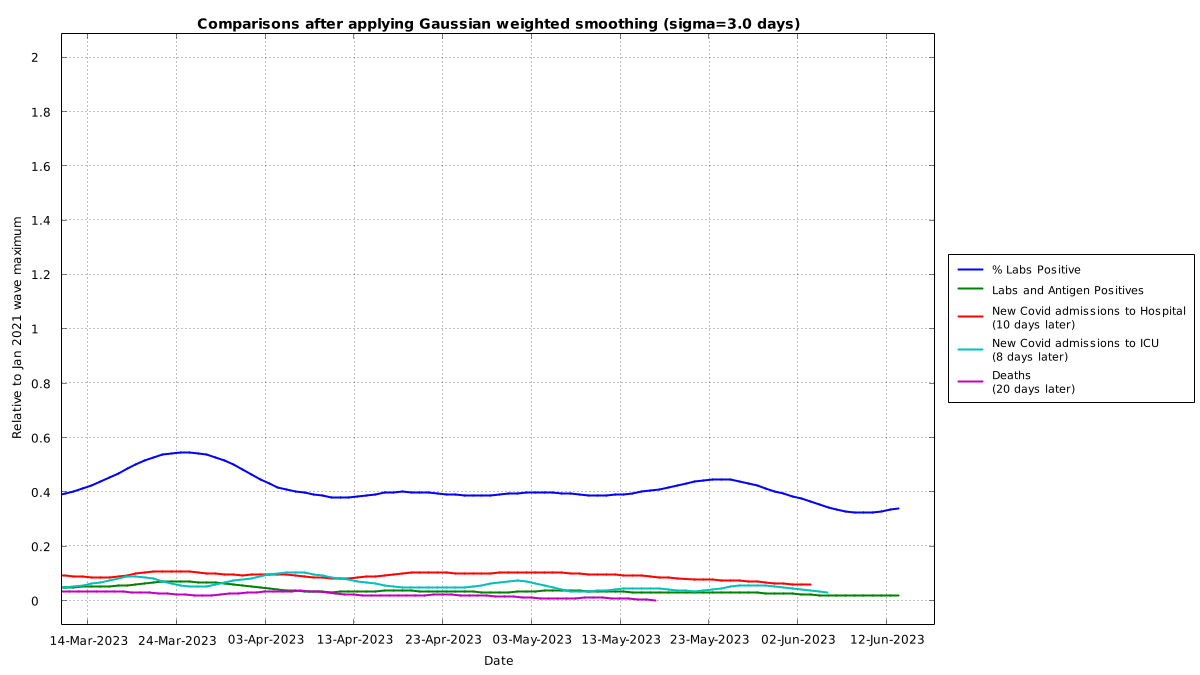 Comparisons after applying Gaussian weighted smoothing (sigma=3.0 days)
Relative to Jan 2021 wave maximum
2
1.8
1.6
1.4
1.2
1
0.8
0.6
0.4
0.2
0
14-Mar-2023 24-Mar-2023 03-Apr-2023 13-Apr-2023 23-Apr-2023 03-May-2023 13-May-2023 23-May-2023 02-Jun-2023 12-Jun-2023
Date
% Labs Positive
Labs and Antigen Positives
New Covid admissions to Hospital
(10 days later)
New Covid admissions to ICU
(8 days later)
Deaths
(20 days later)